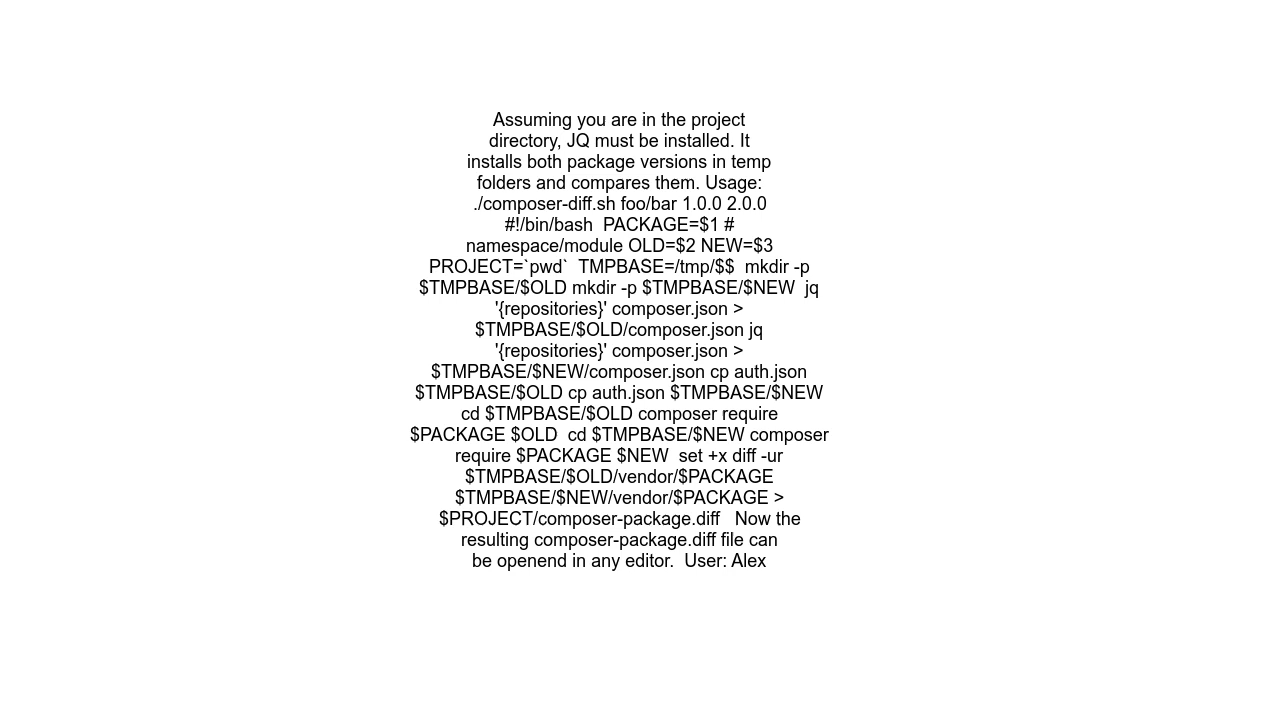 Assuming you are in the project
directory, JQ must be installed. It
installs both package versions in temp
folders and compares them. Usage:
./composer-diff.sh foo/bar 1.0.0 2.0.0
#!/bin/bash  PACKAGE=$1 #
namespace/module OLD=$2 NEW=$3
PROJECT=`pwd`  TMPBASE=/tmp/$$  mkdir -p
$TMPBASE/$OLD mkdir -p $TMPBASE/$NEW  jq
'{repositories}' composer.json >
$TMPBASE/$OLD/composer.json jq
'{repositories}' composer.json >
$TMPBASE/$NEW/composer.json cp auth.json
$TMPBASE/$OLD cp auth.json $TMPBASE/$NEW
cd $TMPBASE/$OLD composer require
$PACKAGE $OLD  cd $TMPBASE/$NEW composer
require $PACKAGE $NEW  set +x diff -ur
$TMPBASE/$OLD/vendor/$PACKAGE
$TMPBASE/$NEW/vendor/$PACKAGE >
$PROJECT/composer-package.diff   Now the
resulting composer-package.diff file can
be openend in any editor.  User: Alex